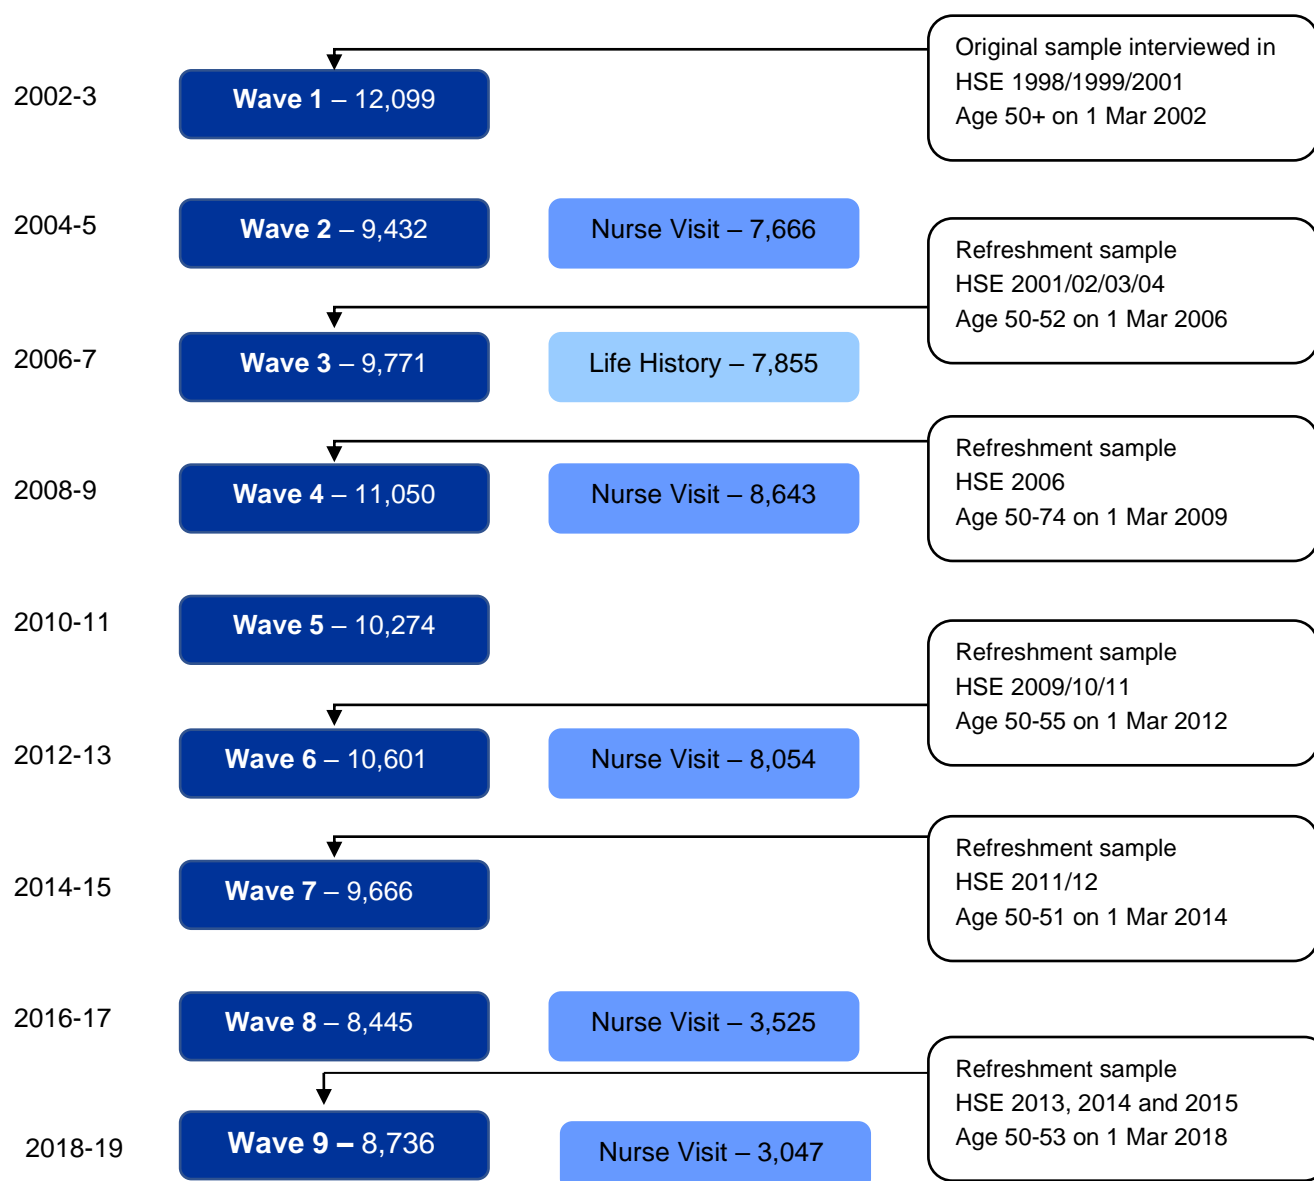 Original sample interviewed in
HSE 1998/1999/2001
Age 50+ on 1 Mar 2002
2002-3
Wave 1 – 12,099
2004-5
Wave 2 – 9,432
Nurse Visit – 7,666
Refreshment sample
HSE 2001/02/03/04
Age 50-52 on 1 Mar 2006
2006-7
Wave 3 – 9,771
Life History – 7,855
Refreshment sample
HSE 2006
Age 50-74 on 1 Mar 2009
2008-9
Wave 4 – 11,050
Nurse Visit – 8,643
2010-11
Wave 5 – 10,274
Refreshment sample
HSE 2009/10/11
Age 50-55 on 1 Mar 2012
2012-13
Wave 6 – 10,601
Nurse Visit – 8,054
Refreshment sample
HSE 2011/12
Age 50-51 on 1 Mar 2014
2014-15
Wave 7 – 9,666
2016-17
Wave 8 – 8,445
Nurse Visit – 3,525
Refreshment sample
HSE 2013, 2014 and 2015
Age 50-53 on 1 Mar 2018
2018-19
Wave 9 – 8,736
Nurse Visit – 3,047